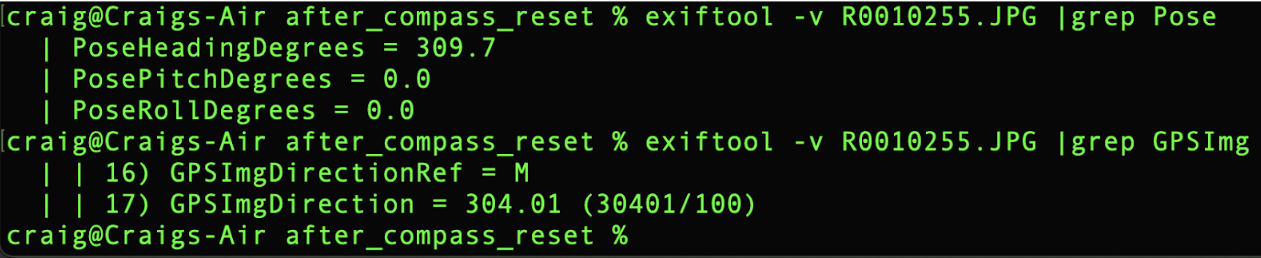 [craig@Craigs-Air after_compass_reset % exiftool -v R0010255.JPG |grep Pose
| PoseHeadingDegrees = 309.7
| PosePitchDegrees = 0.0
| PoseRollDegrees = 0.0
[craig@Craigs-Air after_compass_reset % exiftool -v R0010255.JPG |grep GPSImg
| | 16) GPSImgDirectionRef = M
| | 17) GPSImgDirection = 304.01 (30401/100)
craig@Craigs-Air after_compass_reset %